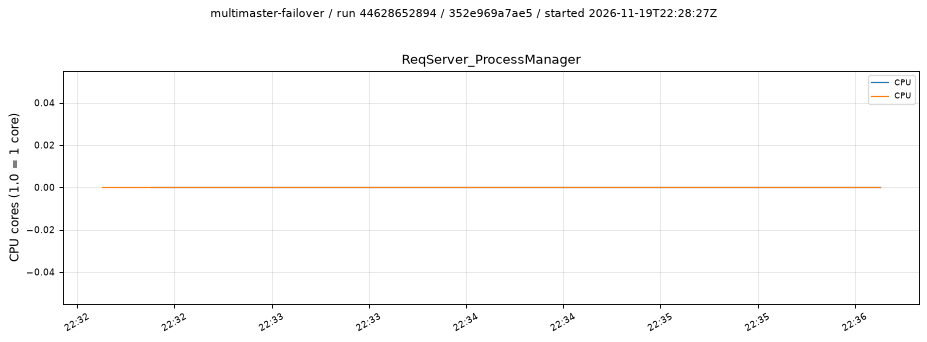 multimaster-failover / run 44628652894 / 352e969a7ae5 / started 2026-11-19T22:28:27Z
ReqServer_ProcessManager
CPU
CPU
CPU cores (1.0 = 1 core)
0.04
0.02
0.00
−0.02
−0.04
22:32
22:32
22:33
22:33
22:34
22:34
22:35
22:35
22:36